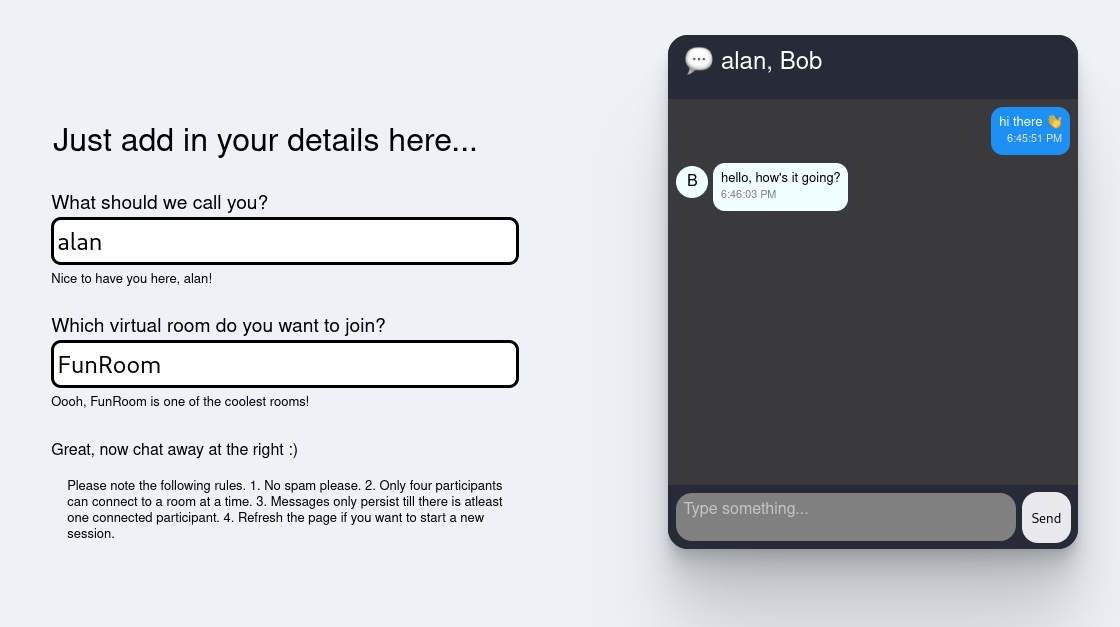 Just add in your details here...
What should we call you?
alan
Nice to have you here, alan!
Which virtual room do you want to join?
FunRoom
Oooh, FunRoom is one of the coolest rooms!
Great, now chat away at the right :)
Please note the following rules. 1. No spam please. 2. Only four participants
can connect to a room at a time. 3. Messages only persist till there is atleast
one connected participant. 4. Refresh the page if you want to start a new
session.
💬 alan, Bob
hi there 👋
6:45:51 PM
B
hello, how's it going?
6:46:03 PM
Type something...
Send